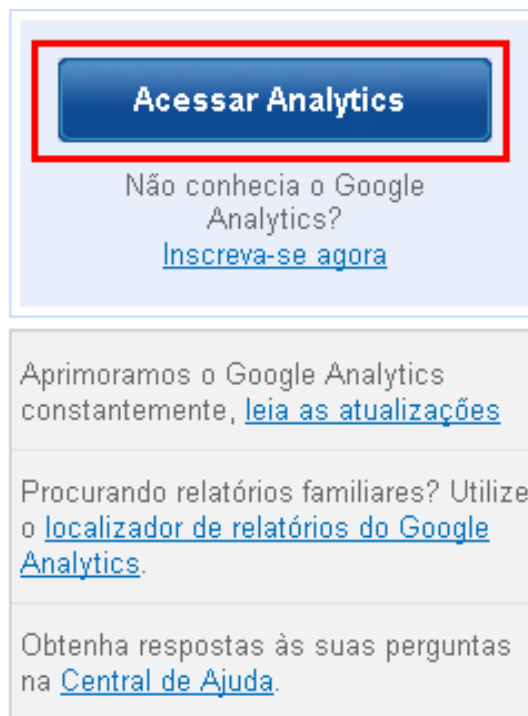 Acessar Analytics
Não conhecia o Google
Analytics?
Inscreva-se agora
Aprimoramos o Google Analytics
constantemente, leia as atualizações
Procurando relatórios familiares? Utilize
o localizador de relatórios do Google
Analytics.
Obtenha respostas às suas perguntas
na Central de Ajuda.